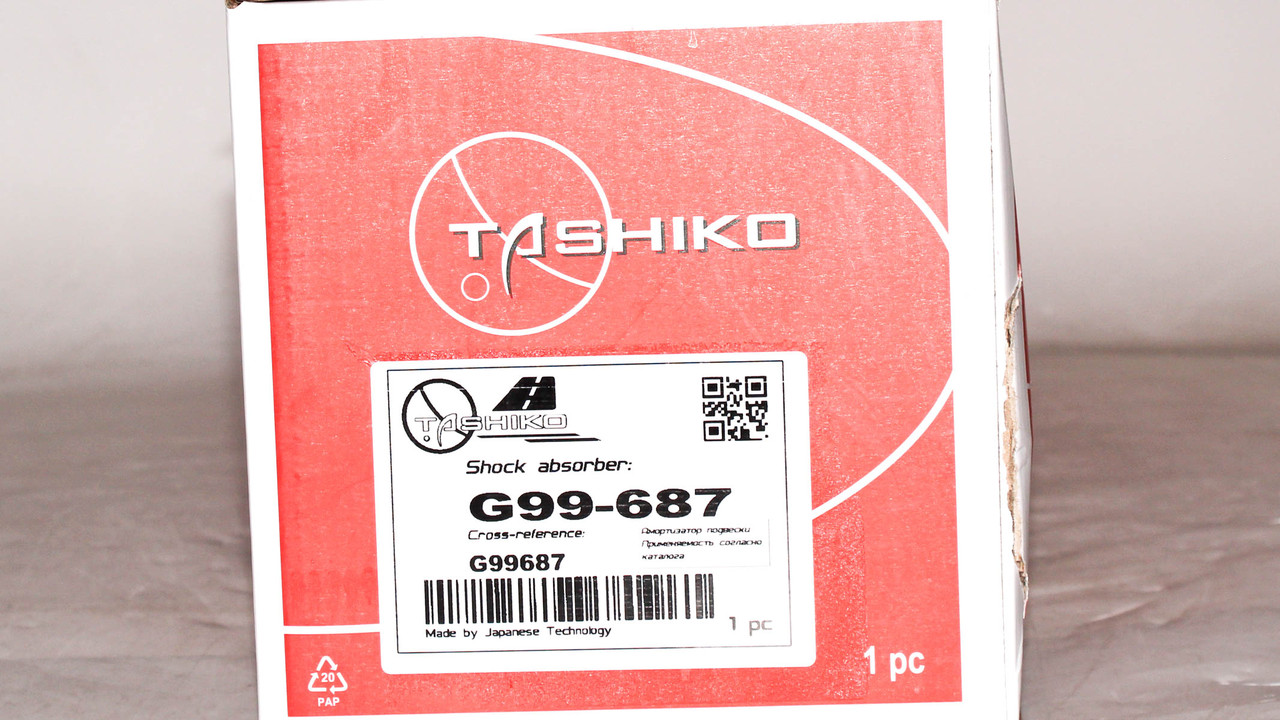 TASHIKO
TASHIKO
Shock absorber:
G99-687
Cross-reference:
G99687
Амортизатор подвески
Применяемость согласно
каталога
Made by Japanese Technology
1 pc
1 pc
20
PAP